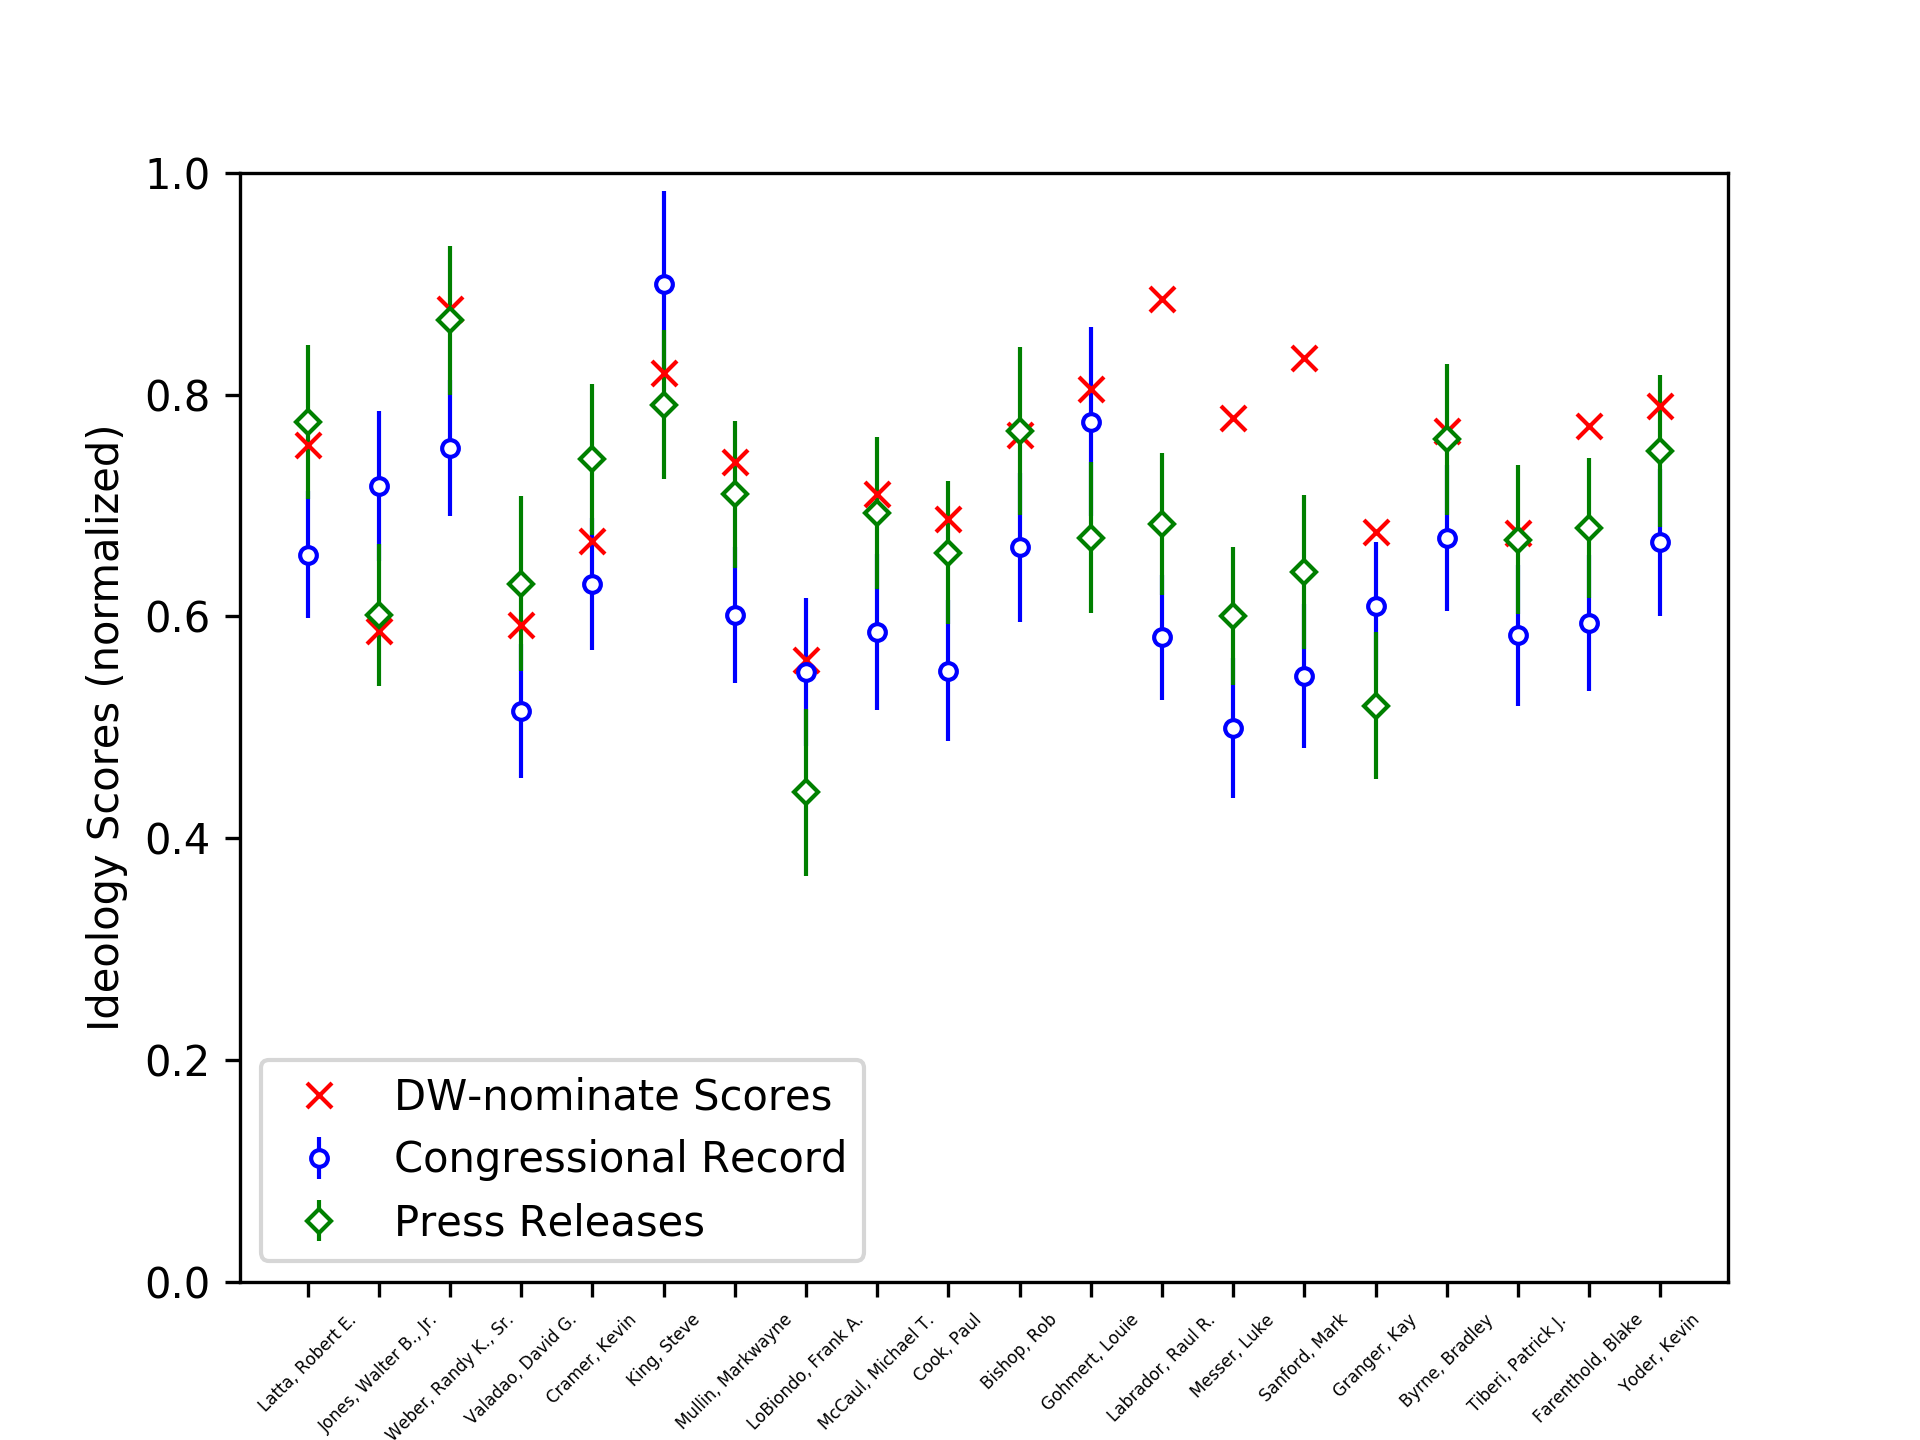 1.0
0.8
0.6
0.4
0.2
0.0
Ideology Scores (normalized)
DW-nominate Scores
Congressional Record
Press Releases
Latta, Robert E.
Jones, Walter B., Jr.
Weber, Randy K., Sr.
Valadao, David G.
Cramer, Kevin
King, Steve
Mullin, Markwayne
LoBiondo, Frank A.
McCaul, Michael T.
Cook, Paul
Bishop, Rob
Gohmert, Louie
Labrador, Raul R.
Messer, Luke
Sanford, Mark
Granger, Kay
Byrne, Bradley
Tiberi, Patrick J.
Farenthold, Blake
Yoder, Kevin